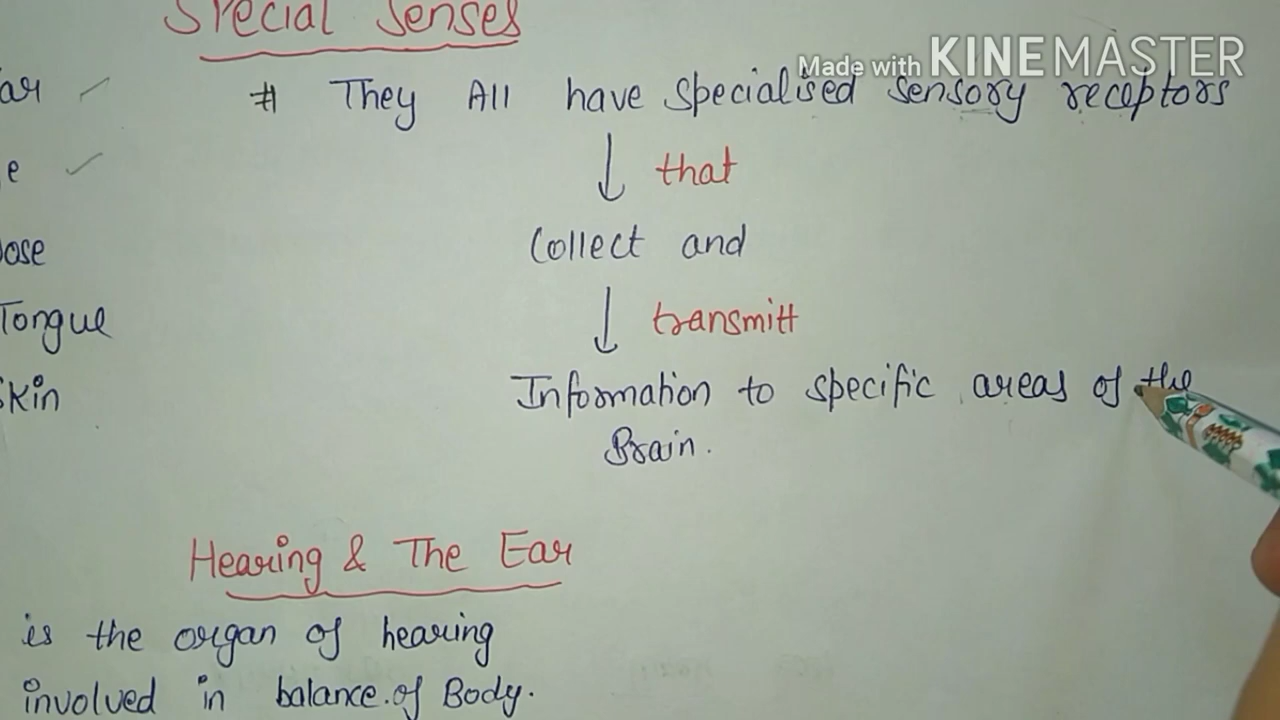 Special Senses
Made with KINEMASTER
ar
# They All have Specialised sensory receptors
that
e
Collect and
ose
transmitt
Tongue
Skin
Information to specific areas of the
Brain.
Hearing & The Ear
is the organ of hearing
involved in balance. of Body.